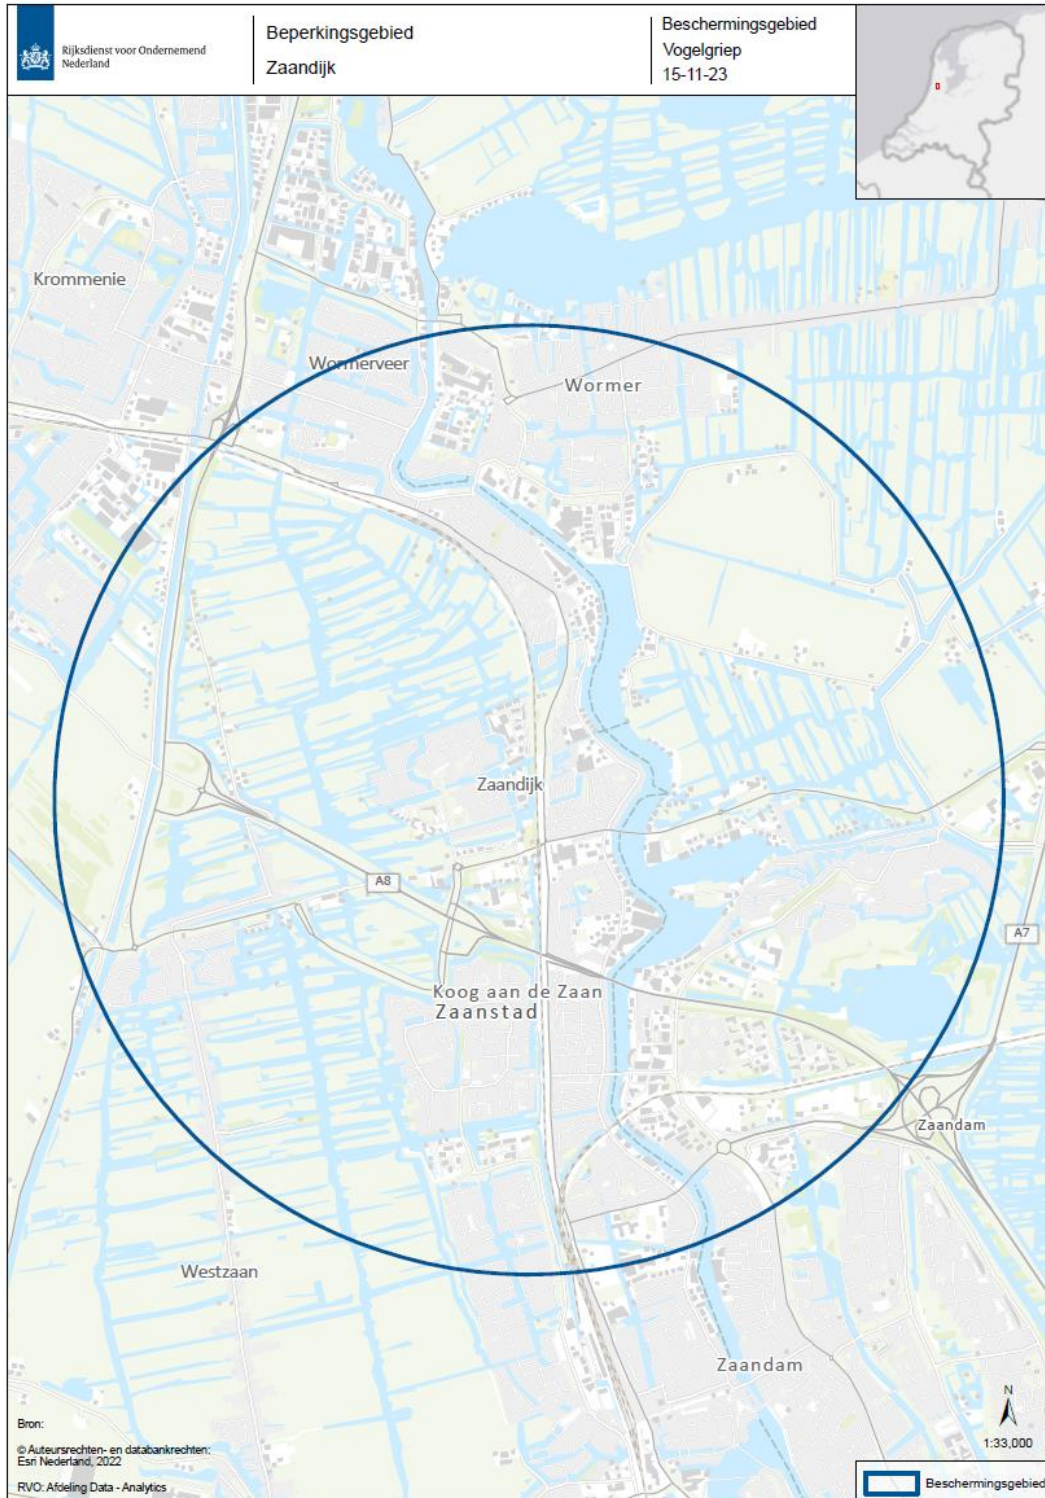 Rijksdienst voor Ondernemend
Nederland
Beperkingsgebied
Zaandijk
Beschermingsgebied
Vogelgriep
15-11-23
Krommenie
Wormerveer
Wormer
Zaandijk
A8
A7
Koog aan de Zaan
Zaanstad
Zaandam
Westzaan
Zaandam
N
1:33,000
Bron:
© Auteursrechten- en databankrechten:
Esri Nederland, 2022
RVO: Afdeling Data - Analytics
Beschermingsgebied